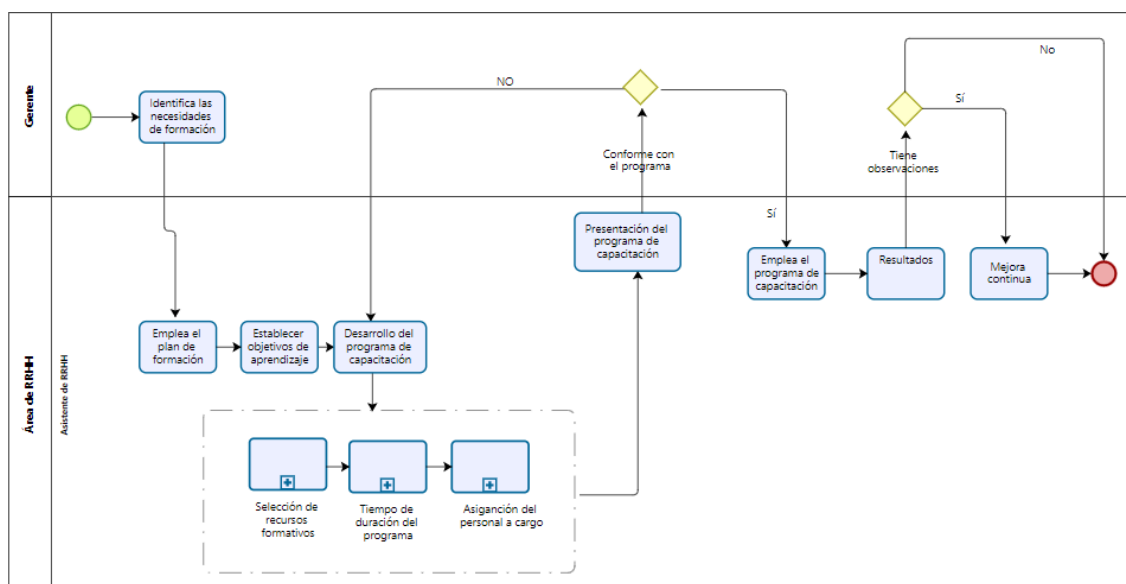 Gerente
Identifica las
necesidades
de formación
NO
Conforme con
el programa
No
Sí
Tiene
observaciones
Área de RRHH
Asistente de RRHH
Presentación del
programa de
capacitación
Sí
Emplea el
programa de
capacitación
Resultados
Mejora
continua
Emplea el
plan de
formación
Establecer
objetivos de
aprendizaje
Desarrollo del
programa de
capacitación
Selección de
recursos
formativos
Tiempo de
duración del
programa
Asiganción del
personal a cargo